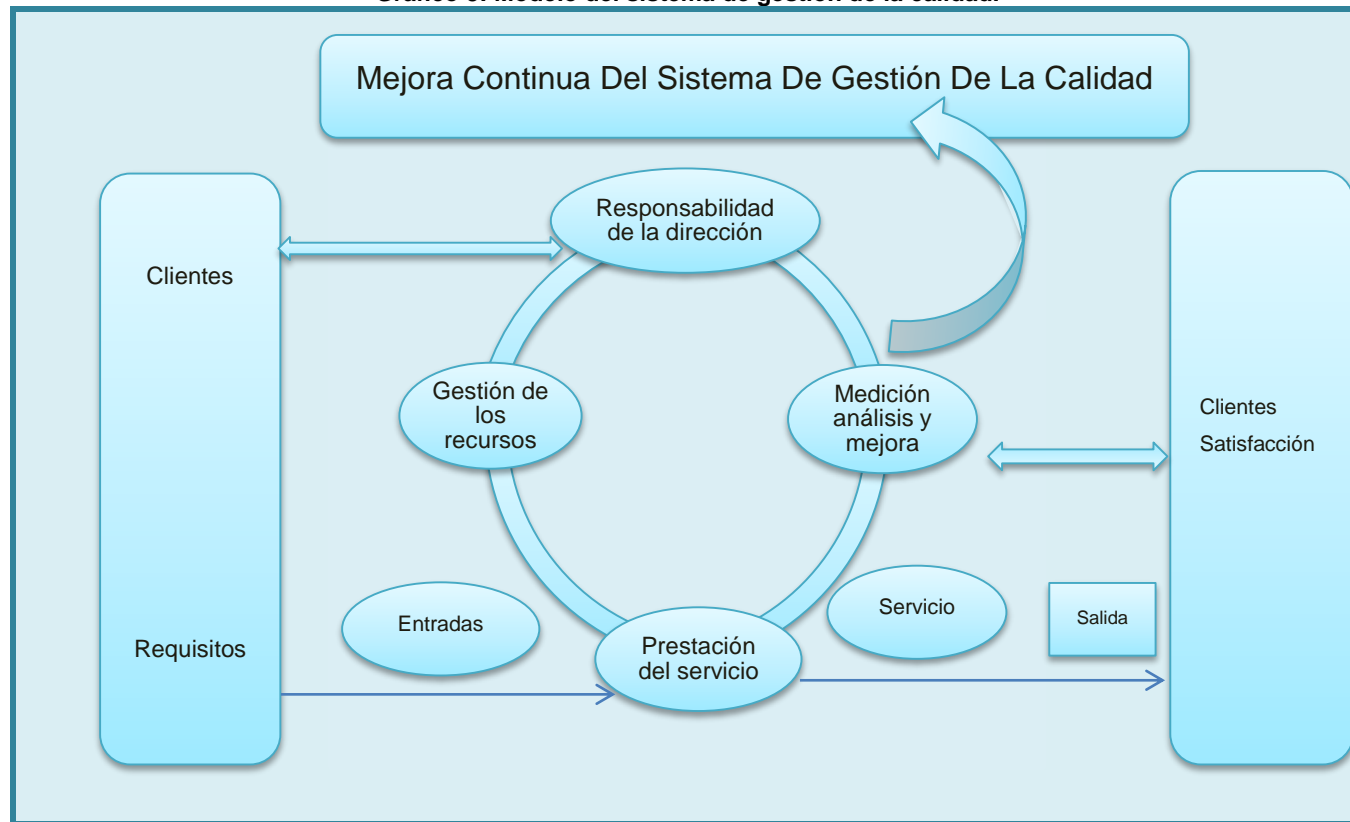 Mejora Continua Del Sistema De Gestión De La Calidad
Responsabilidad
de la dirección
Clientes
Gestión de
los
recursos
Medición
análisis y
mejora
Clientes
Satisfacción
Entradas
Servicio
Salida
Requisitos
Prestación
del servicio